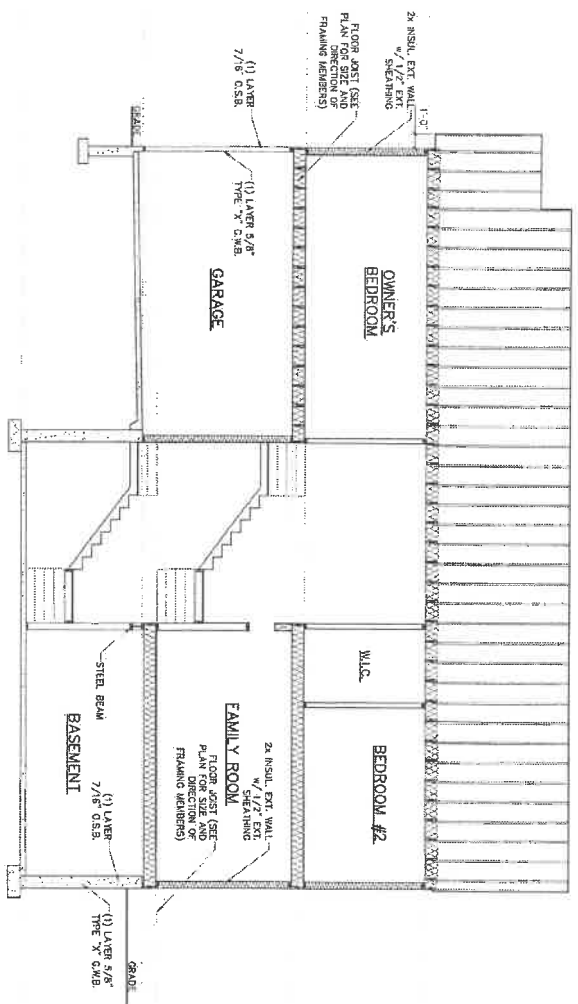 2x INSUL. EXT. WALL
w/ 1/2" EXT.
SHEATHING
1'-0"
FLOOR JOIST (SEE
PLAN FOR SIZE AND
DIRECTION OF
FRAMING MEMBERS)
(1) LAYER
7/16" O.S.B.
GRADE
(1) LAYER 5/8"
TYPE "X" G.W.B.
OWNER'S
BEDROOM
GARAGE
W.I.C.
BEDROOM #2
2x INSUL. EXT. WALL
w/ 1/2" EXT.
SHEATHING
FAMILY ROOM
FLOOR JOIST (SEE
PLAN FOR SIZE AND
DIRECTION OF
FRAMING MEMBERS)
STEEL BEAM
BASEMENT
(1) LAYER
7/16" O.S.B.
(1) LAYER 5/8"
TYPE "X" G.W.B.
GRADE